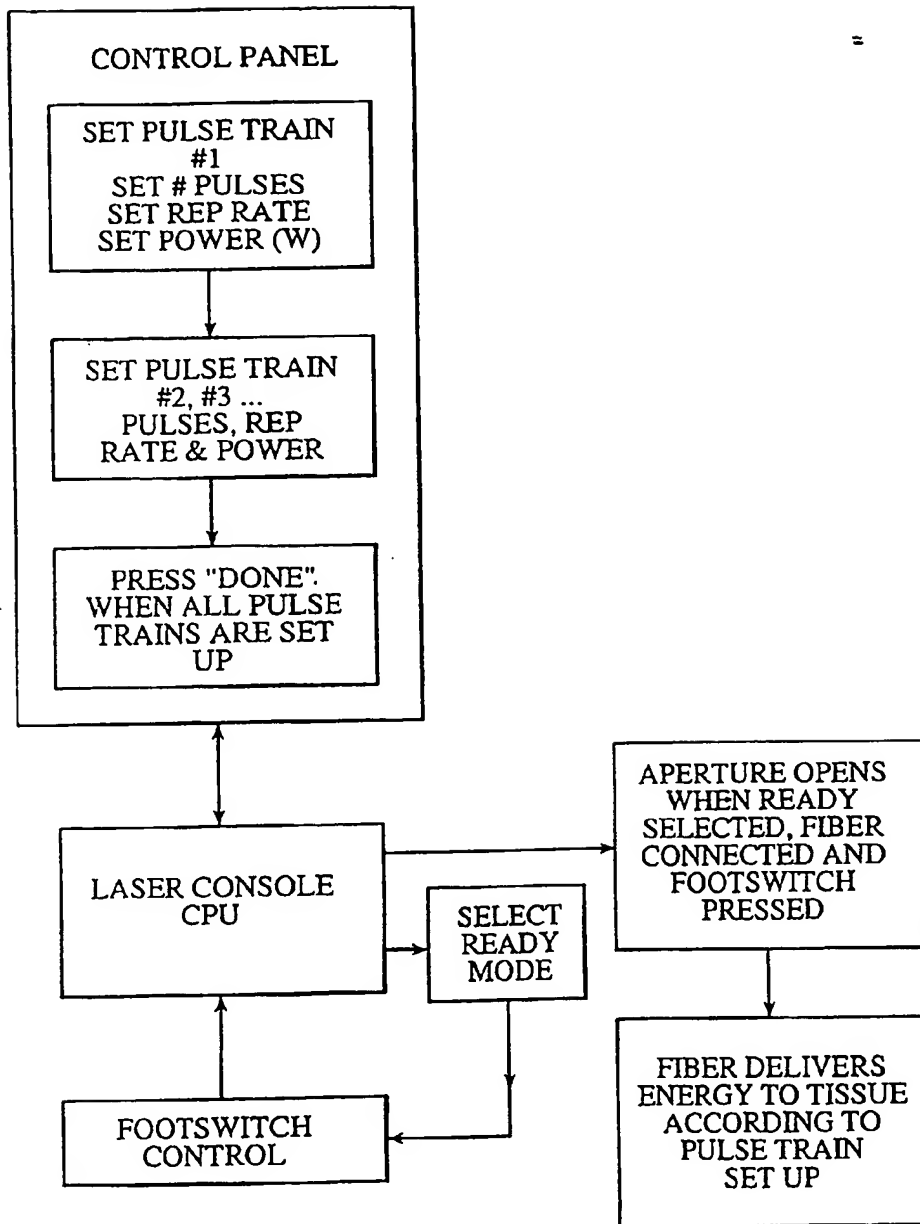 CONTROL PANEL
SET PULSE TRAIN
#1
SET # PULSES
SET REP RATE
SET POWER (W)
SET PULSE TRAIN
#2, #3 ...
PULSES, REP
RATE & POWER
PRESS "DONE".
WHEN ALL PULSE
TRAINS ARE SET
UP
LASER CONSOLE
CPU
SELECT
READY
MODE
FOOTSWITCH
CONTROL
APERTURE OPENS
WHEN READY
SELECTED, FIBER
CONNECTED AND
FOOTSWITCH
PRESSED
FIBER DELIVERS
ENERGY TO TISSUE
ACCORDING TO
PULSE TRAIN
SET UP